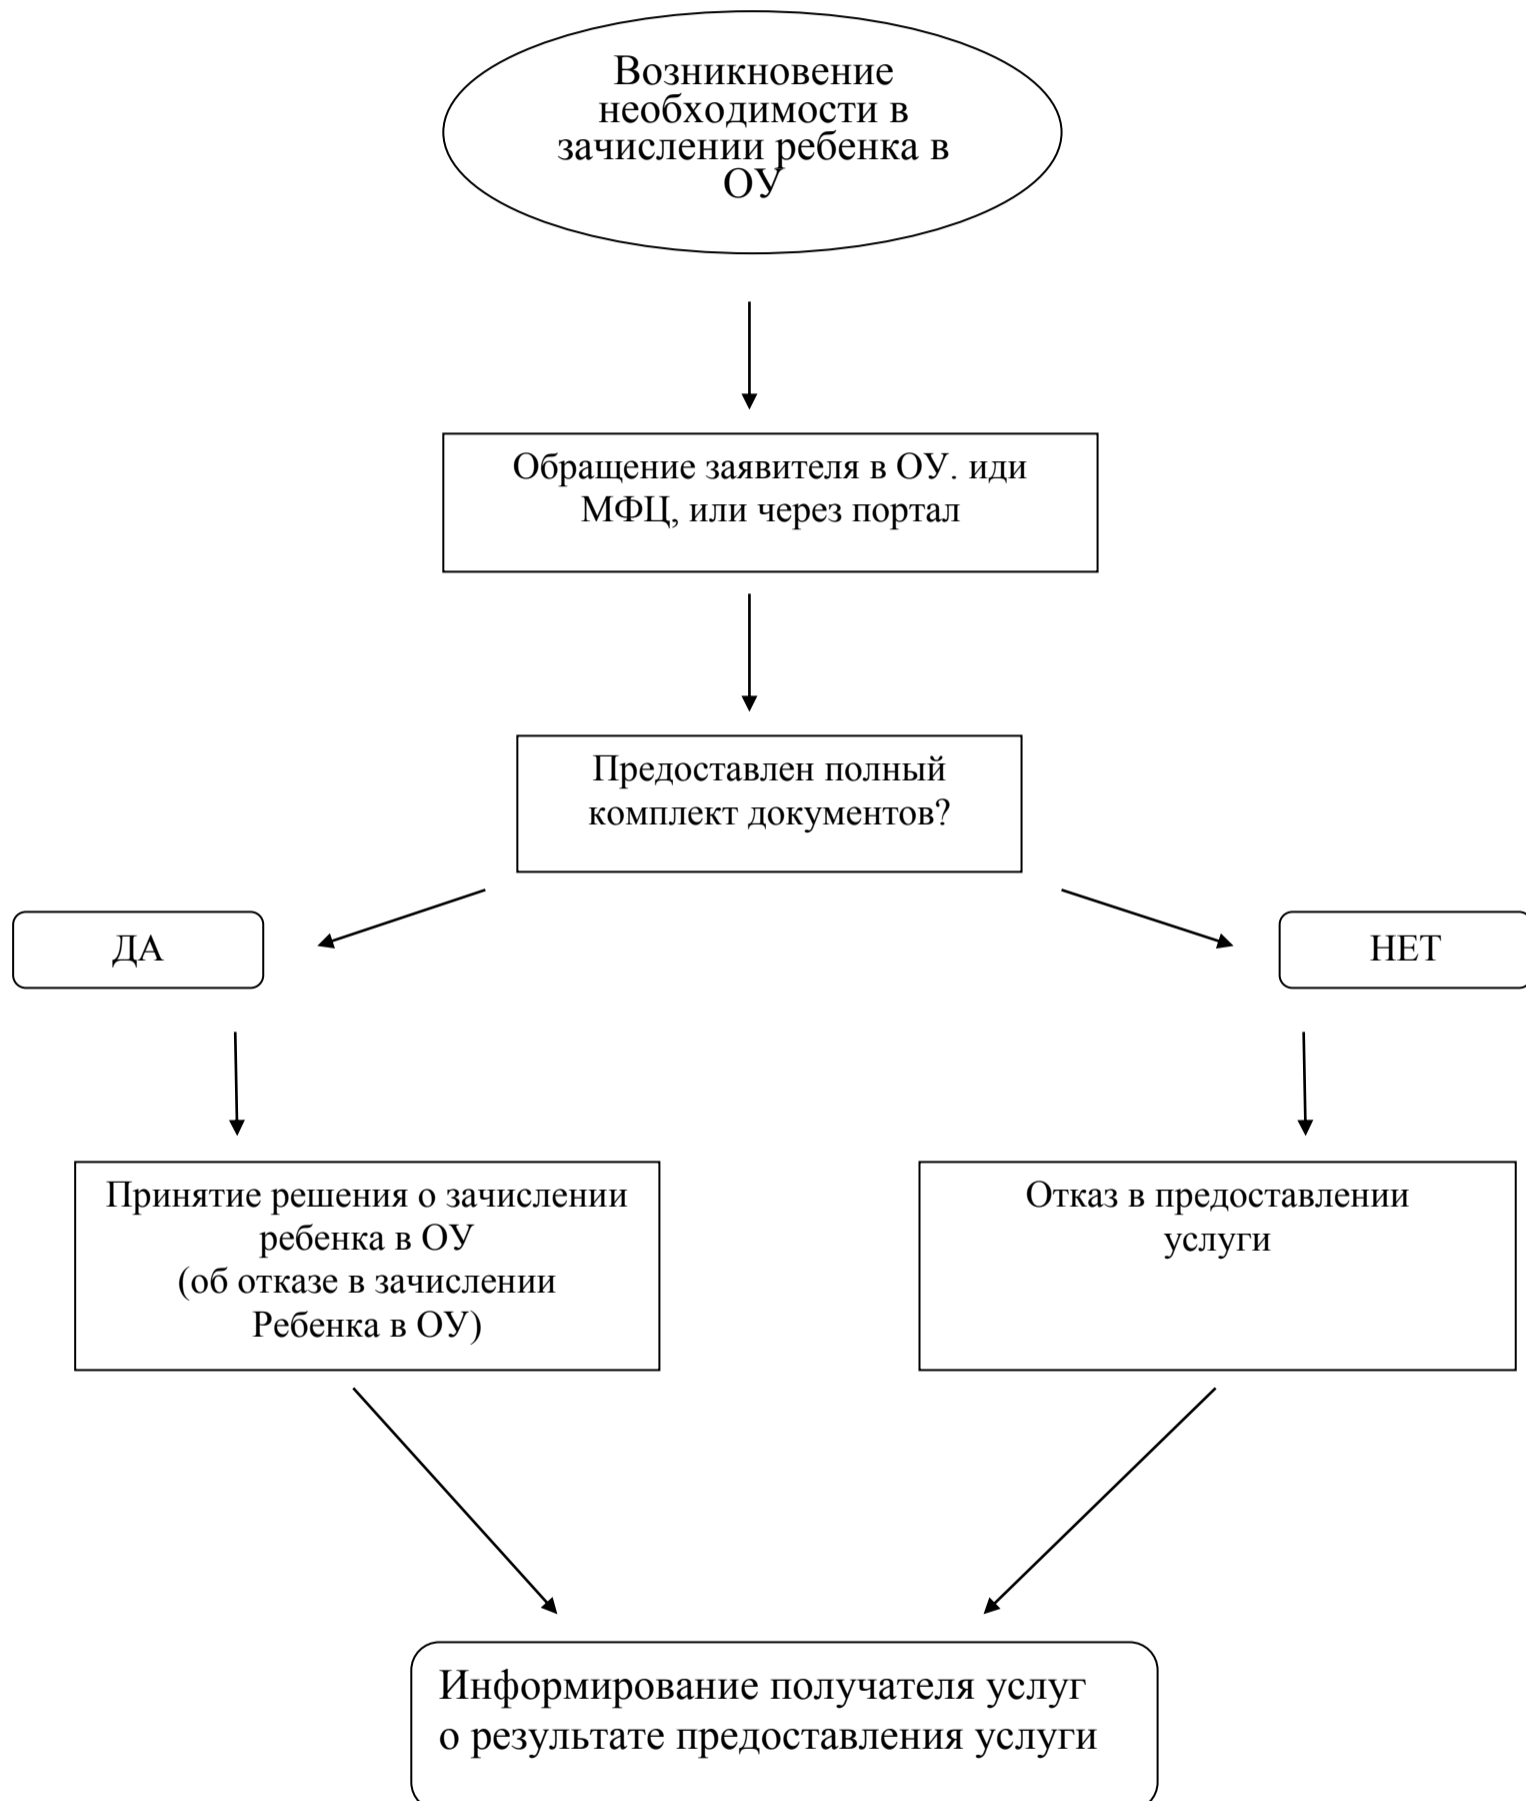 Возникновение
необходимости в
зачислении ребенка в
ОУ
Обращение заявителя в ОУ. иди
МФЦ, или через портал
Предоставлен полный
комплект документов?
ДА
НЕТ
Принятие решения о зачислении
ребенка в ОУ
(об отказе в зачислении
Ребенка в ОУ)
Отказ в предоставлении
услуги
Информирование получателя услуг
о результате предоставления услуги